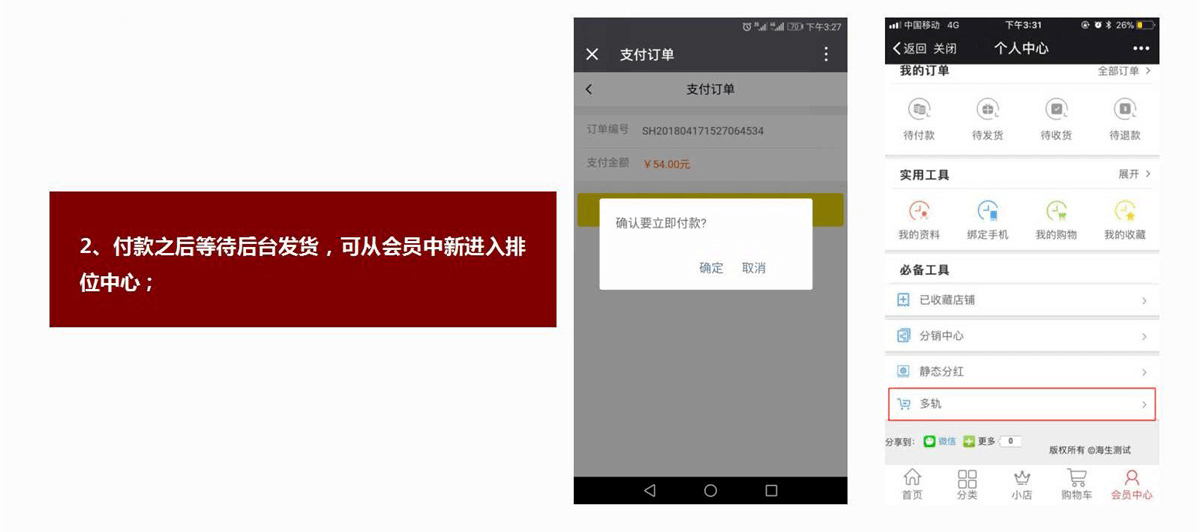 2、付款之后等待后台发货，可从会员中新进入排
位中心；
70 下午3:27
支付订单
支付订单
订单编号 SH201804171527064534
支付金额 ￥54.00元
确认要立即付款?
确定 取消
中国移动 4G 下午3:31 26%
返回 关闭 个人中心
我的订单 全部订单
待付款 待发货 待收货 待退款
实用工具 展开
我的资料 绑定手机 我的购物 我的收藏
必备工具
已收藏店铺
分销中心
静态分红
多轨
分享到： 微信 更多 0
版权所有 @海生测试
首页 分类 小店 购物车 会员中心